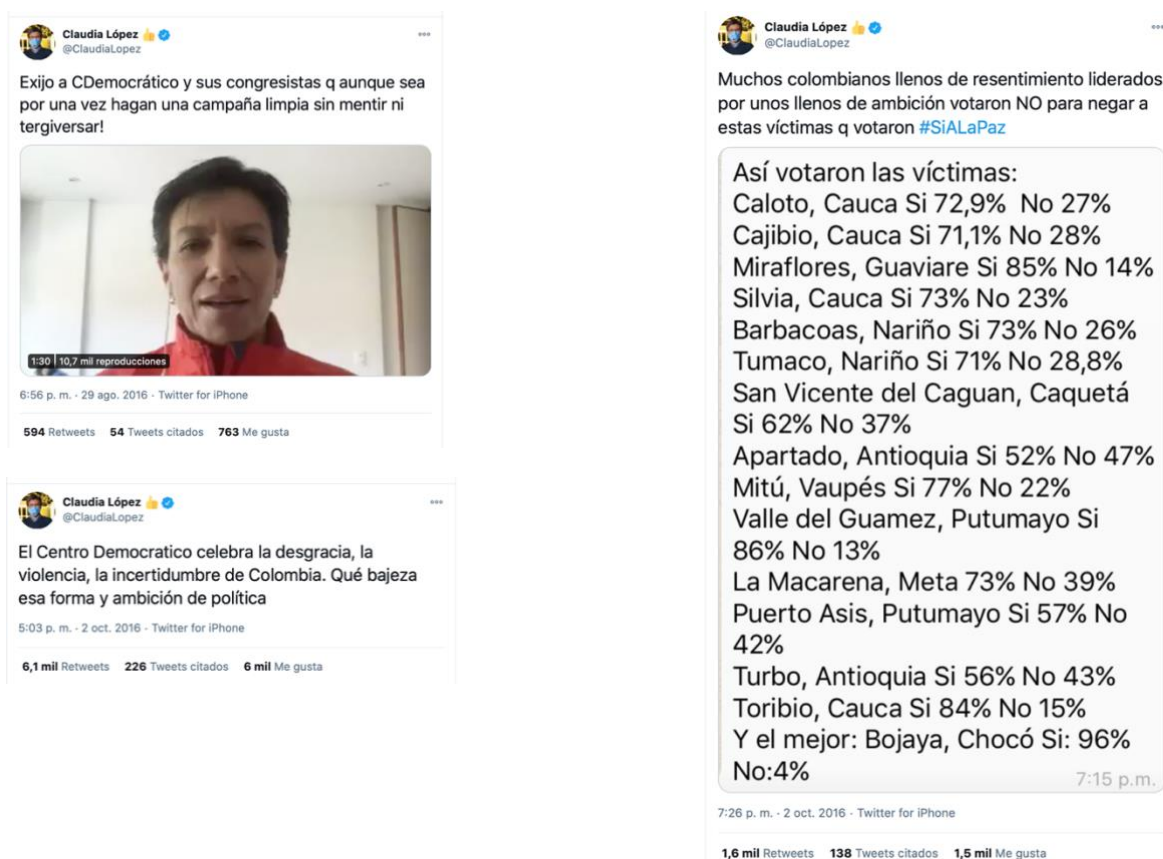 Claudia López 👍
@ClaudiaLopez
Exijo a CDemocrático y sus congresistas q aunque sea
por una vez hagan una campaña limpia sin mentir ni
tergiversar!
1:30 10,7 mil reproducciones
6:56 p. m. · 29 ago. 2016 · Twitter for iPhone
594 Retweets 54 Tweets citados 763 Me gusta
Claudia López 👍
@ClaudiaLopez
El Centro Democratico celebra la desgracia, la
violencia, la incertidumbre de Colombia. Qué bajeza
esa forma y ambición de política
5:03 p. m. · 2 oct. 2016 · Twitter for iPhone
6,1 mil Retweets 226 Tweets citados 6 mil Me gusta
Claudia López 👍
@ClaudiaLopez
Muchos colombianos llenos de resentimiento liderados
por unos llenos de ambición votaron NO para negar a
estas víctimas q votaron #SiALaPaz
Así votaron las víctimas:
Caloto, Cauca Si 72,9% No 27%
Cajibio, Cauca Si 71,1% No 28%
Miraflores, Guaviare Si 85% No 14%
Silvia, Cauca Si 73% No 23%
Barbacoas, Nariño Si 73% No 26%
Tumaco, Nariño Si 71% No 28,8%
San Vicente del Caguan, Caquetá
Si 62% No 37%
Apartado, Antioquia Si 52% No 47%
Mitú, Vaupés Si 77% No 22%
Valle del Guamez, Putumayo Si
86% No 13%
La Macarena, Meta 73% No 39%
Puerto Asis, Putumayo Si 57% No
42%
Turbo, Antioquia Si 56% No 43%
Toribio, Cauca Si 84% No 15%
Y el mejor: Bojaya, Chocó Si: 96%
No:4%
7:15 p.m.
7:26 p. m. · 2 oct. 2016 · Twitter for iPhone
1,6 mil Retweets 138 Tweets citados 1,5 mil Me gusta